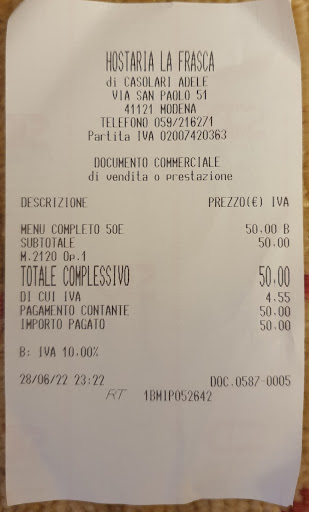 HOSTARIA LA FRASCA
di CASOLARI ADELE
VIA SAN PAOLO 51
41121 MODENA
TELEFONO 059/216271
Partita IVA 02007420363
DOCUMENTO COMMERCIALE
di vendita o prestazione
DESCRIZIONE PREZZO(€) IVA
MENU COMPLETO 50E 50.00 B
SUBTOTALE 50.00
M.2120 Op.1
TOTALE COMPLESSIVO 50.00
DI CUI IVA 4.55
PAGAMENTO CONTANTE 50.00
IMPORTO PAGATO 50.00
B: IVA 10.00%
28/06/22 23:22 DOC.0587-0005
RT 1BMIP052642